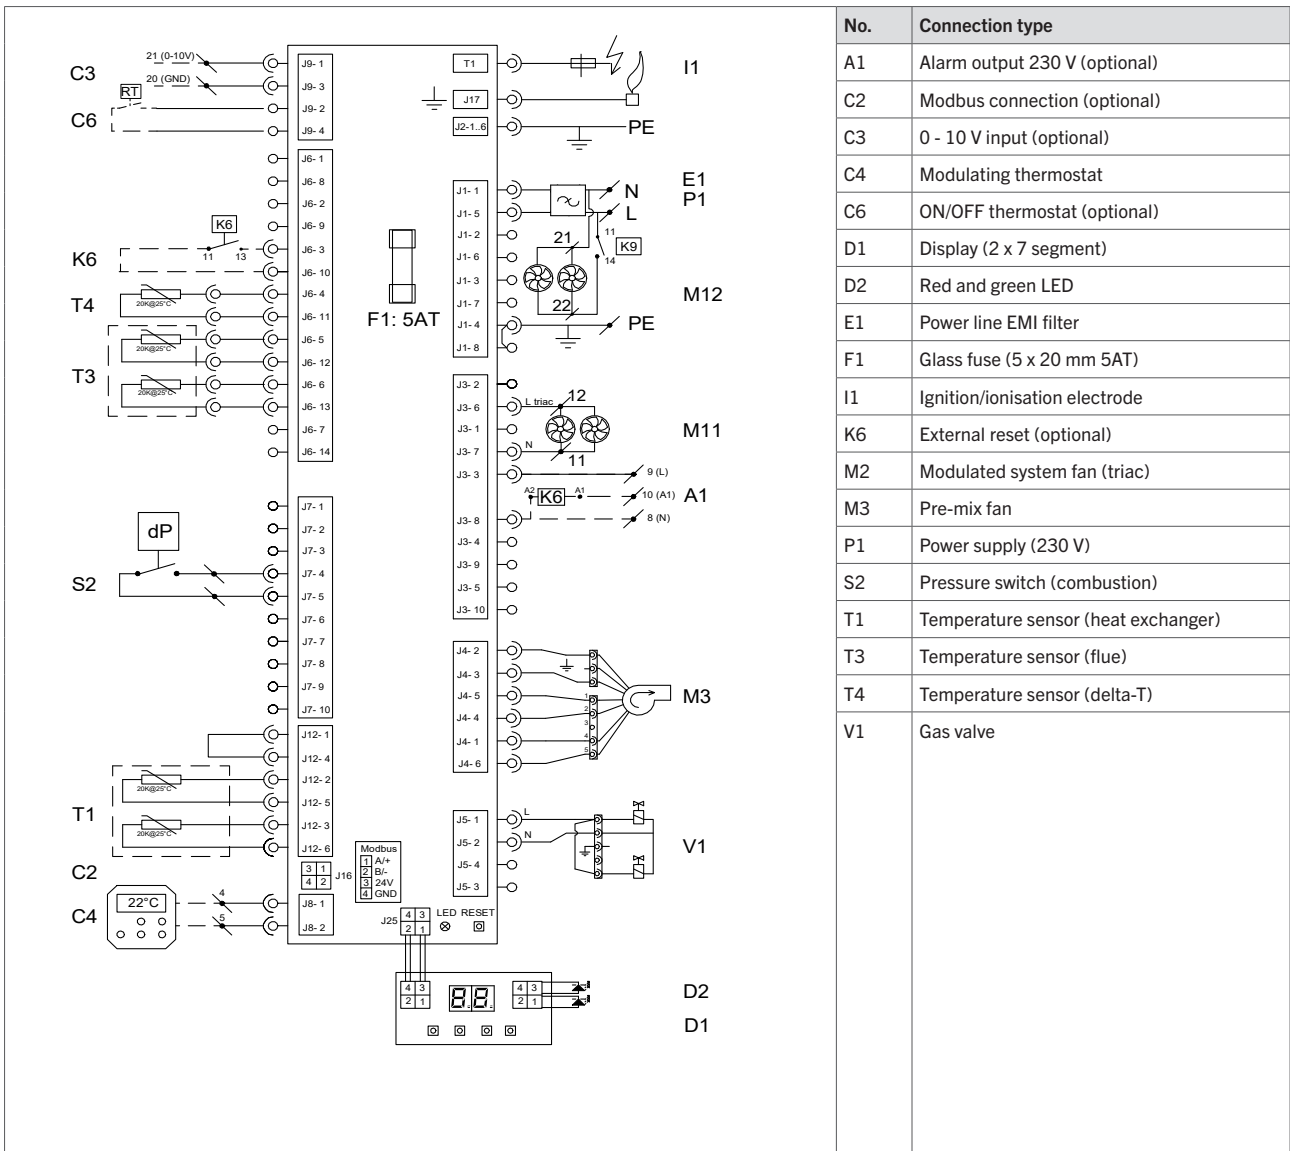 21 (0-10V)
C3
20 (GND)
RT
C6
J9- 1
J9- 3
J9- 2
J9- 4
J6- 1
J6- 8
J6- 2
J6- 9
J6- 3
J6- 10
J6- 4
J6- 11
J6- 5
J6- 12
J6- 6
J6- 13
J6- 7
J6- 14
K6
11 13
K6
T4
20K@25°C
20K@25°C
T3
20K@25°C
J7- 1
J7- 2
J7- 3
J7- 4
J7- 5
J7- 6
J7- 7
J7- 8
J7- 9
J7- 10
dP
S2
J12- 1
J12- 4
J12- 2
J12- 5
J12- 3
J12- 6
20K@25°C
T1
20K@25°C
C2
3 1
4 2
J16
Modbus
1 A/+
2 B/-
3 24V
4 GND
22°C
C4
4
5
J8- 1
J8- 2
J25
4 3
2 1
LED RESET
F1: 5AT
T1
J17
J2-1..6
I1
PE
J1- 1
J1- 5
J1- 2
J1- 6
J1- 3
J1- 7
J1- 4
J1- 8
N
L
E1
P1
21
11
K9
14
22
M12
PE
J3- 2
J3- 6
J3- 1
J3- 7
J3- 3
J3- 8
J3- 4
J3- 9
J3- 5
J3- 10
L triac
12
N
11
M11
9 (L)
A2 K6 A1
10 (A1)
A1
8 (N)
J4- 2
J4- 3
J4- 5
J4- 4
J4- 1
J4- 6
1
2
3
4
5
M3
J5- 1
J5- 2
J5- 4
J5- 3
L
N
V1
4 3
2 1
8.8.
4 3
2 1
D2
D1
No. Connection type
A1 Alarm output 230 V (optional)
C2 Modbus connection (optional)
C3 0 - 10 V input (optional)
C4 Modulating thermostat
C6 ON/OFF thermostat (optional)
D1 Display (2 x 7 segment)
D2 Red and green LED
E1 Power line EMI filter
F1 Glass fuse (5 x 20 mm 5AT)
I1 Ignition/ionisation electrode
K6 External reset (optional)
M2 Modulated system fan (triac)
M3 Pre-mix fan
P1 Power supply (230 V)
S2 Pressure switch (combustion)
T1 Temperature sensor (heat exchanger)
T3 Temperature sensor (flue)
T4 Temperature sensor (delta-T)
V1 Gas valve